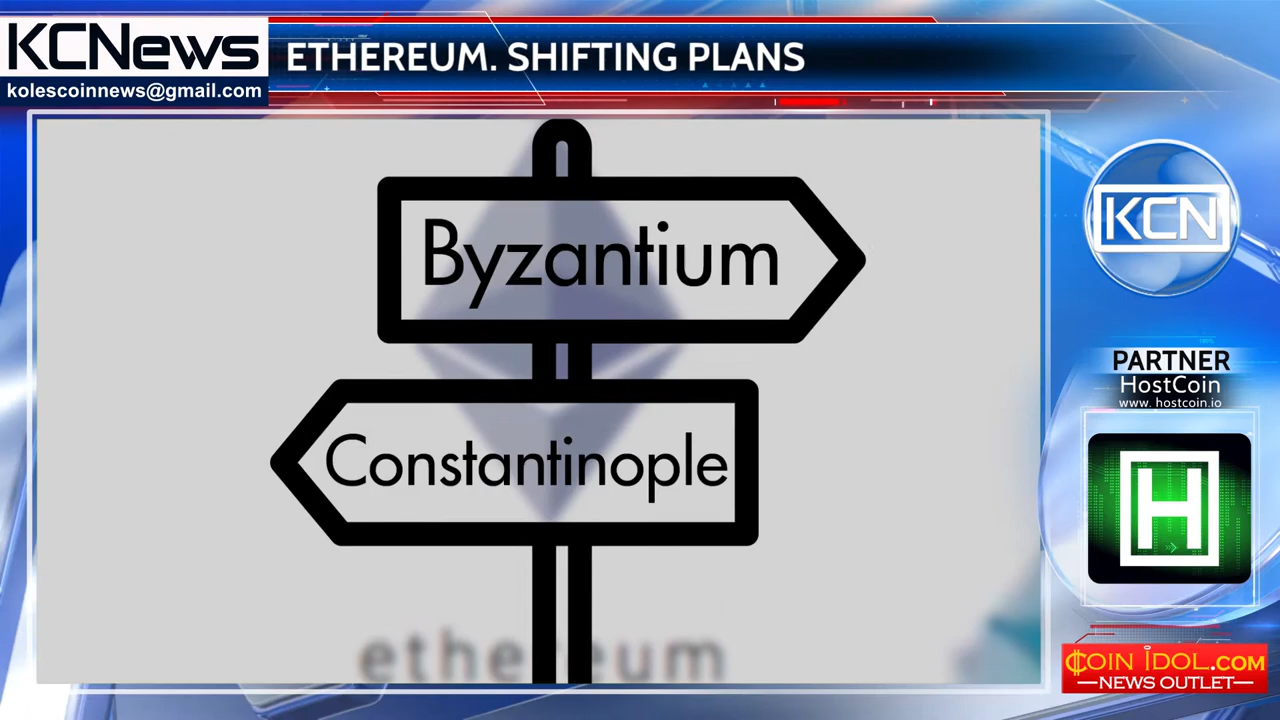 KCNews
kolescoinnews@gmail.com
ETHEREUM. SHIFTING PLANS
Byzantium
Constantinople
ethereum
KCN
PARTNER
HostCoin
www. hostcoin.io
H
COIN IDOL.COM
—NEWS OUTLET—